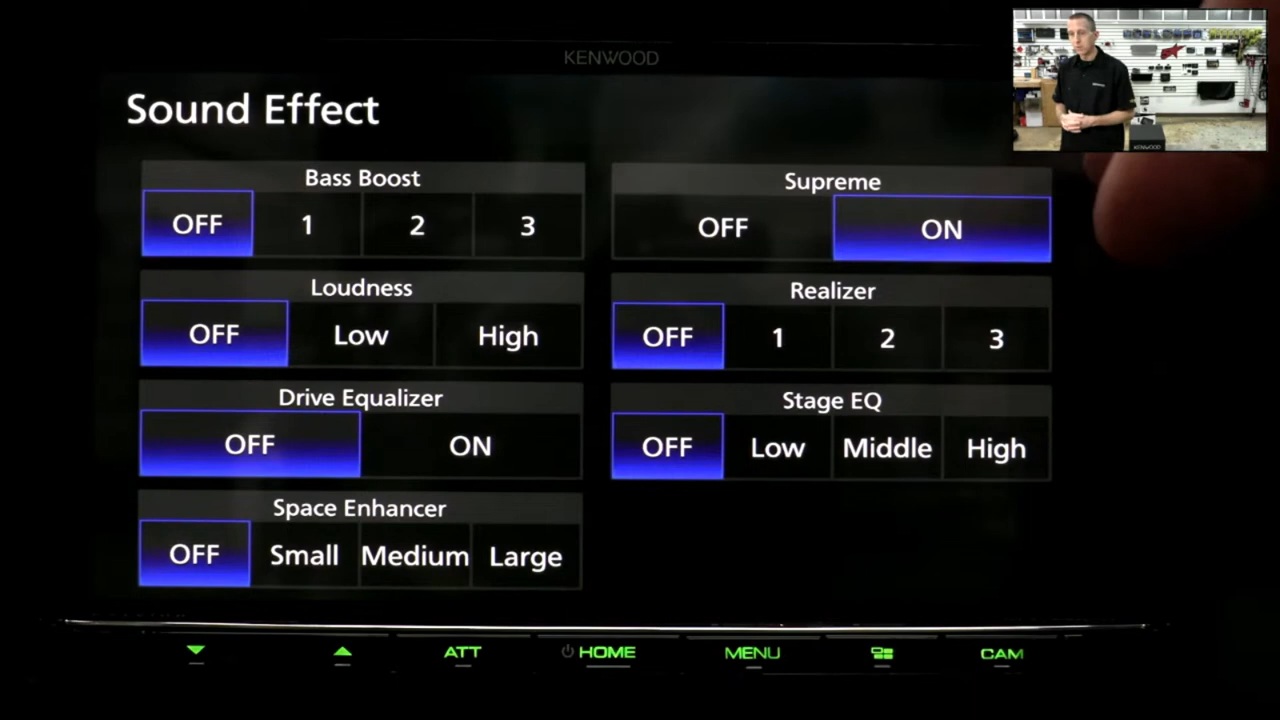 KENWOOD
Sound Effect
Bass Boost
OFF 1 2 3
Loudness
OFF Low High
Drive Equalizer
OFF ON
Space Enhancer
OFF Small Medium Large
Supreme
OFF ON
Realizer
OFF 1 2 3
Stage EQ
OFF Low Middle High
ATT HOME MENU CAM
KENWOOD